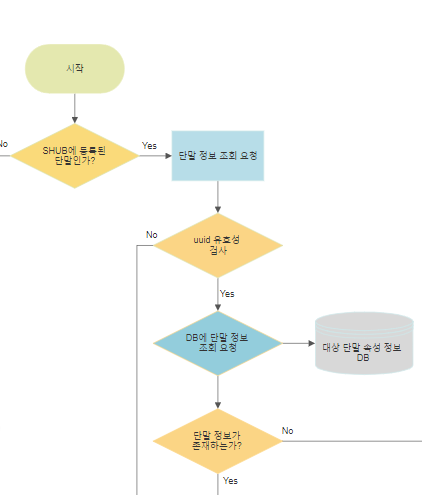 시작
No
SHUB에 등록된
단말인가?
Yes
단말 정보 조회 요청
No
uuid 유효성
검사
Yes
DB에 단말 정보
조회 요청
대상 단말 속성 정보
DB
단말 정보가
존재하는가?
No
Yes